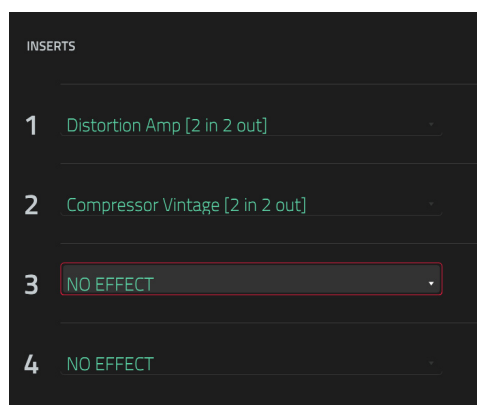 INSERTS
1 Distortion Amp [2 in 2 out]
2 Compressor Vintage [2 in 2 out]
3 NO EFFECT
4 NO EFFECT